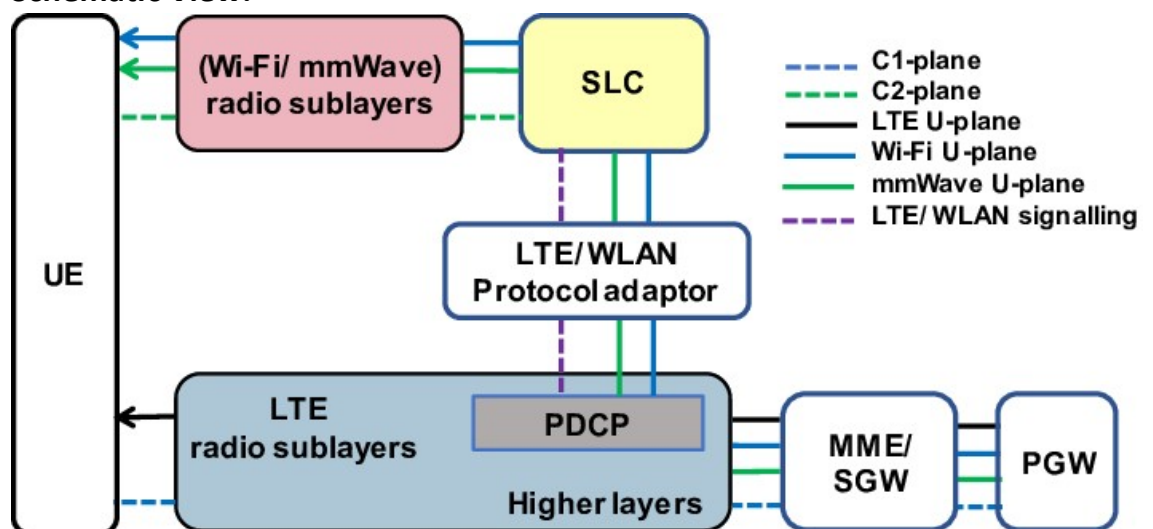 (Wi-Fi/ mmWave)
radio sublayers
SLC
C1-plane
C2-plane
LTE U-plane
Wi-Fi U-plane
mmWave U-plane
LTE/ WLAN signalling
UE
LTE/ WLAN
Protocol adaptor
LTE
radio sublayers
PDCP
Higher layers
MME/
SGW
PGW